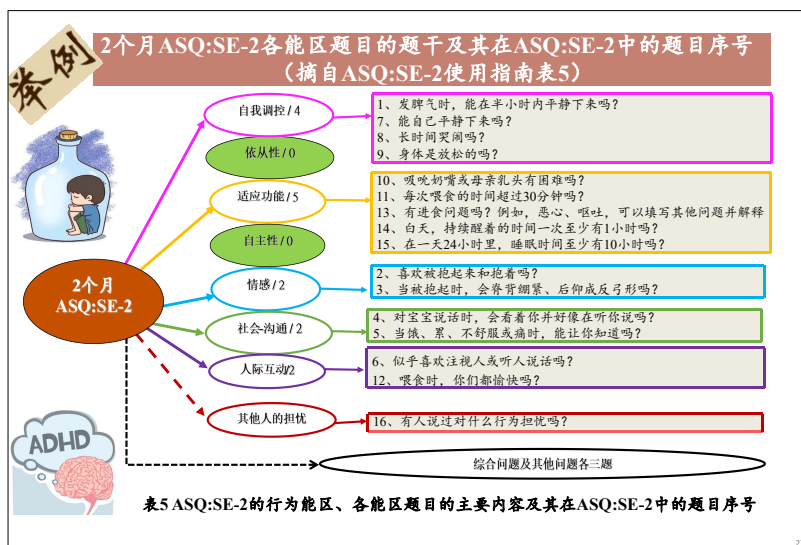 2个月ASQ:SE-2各能区题目的题干及其在ASQ:SE-2中的题目序号
（摘自ASQ:SE-2使用指南表5）
举例
自我调控/4
1、发脾气时，能在半小时内平静下来吗？
7、能自己平静下来吗？
8、长时间哭闹吗？
9、身体是放松的吗？
依从性/0
适应功能/5
10、吸吮奶嘴或母亲乳头有困难吗？
11、每次喂食的时间超过30分钟吗？
13、有进食问题吗？例如，恶心、呕吐，可以填写其他问题并解释
14、白天，持续醒着的时间一次至少有1小时吗？
15、在一天24小时里，睡眠时间至少有10小时吗？
自主性/0
2个月
ASQ:SE-2
情感/2
2、喜欢被抱起来和抱着吗？
3、当被抱起时，会脊背绷紧、后仰成反弓形吗？
社会-沟通/2
4、对宝宝说话时，会看着你并好像在听你说吗？
5、当饿、累、不舒服或痛时，能让你知道吗？
人际互动/2
6、似乎喜欢注视人或听人说话吗？
12、喂食时，你们都愉快吗？
其他人的担忧
16、有人说过对什么行为担忧吗？
ADHD
综合问题及其他问题各三题
表5 ASQ:SE-2的行为能区、各能区题目的主要内容及其在ASQ:SE-2中的题目序号